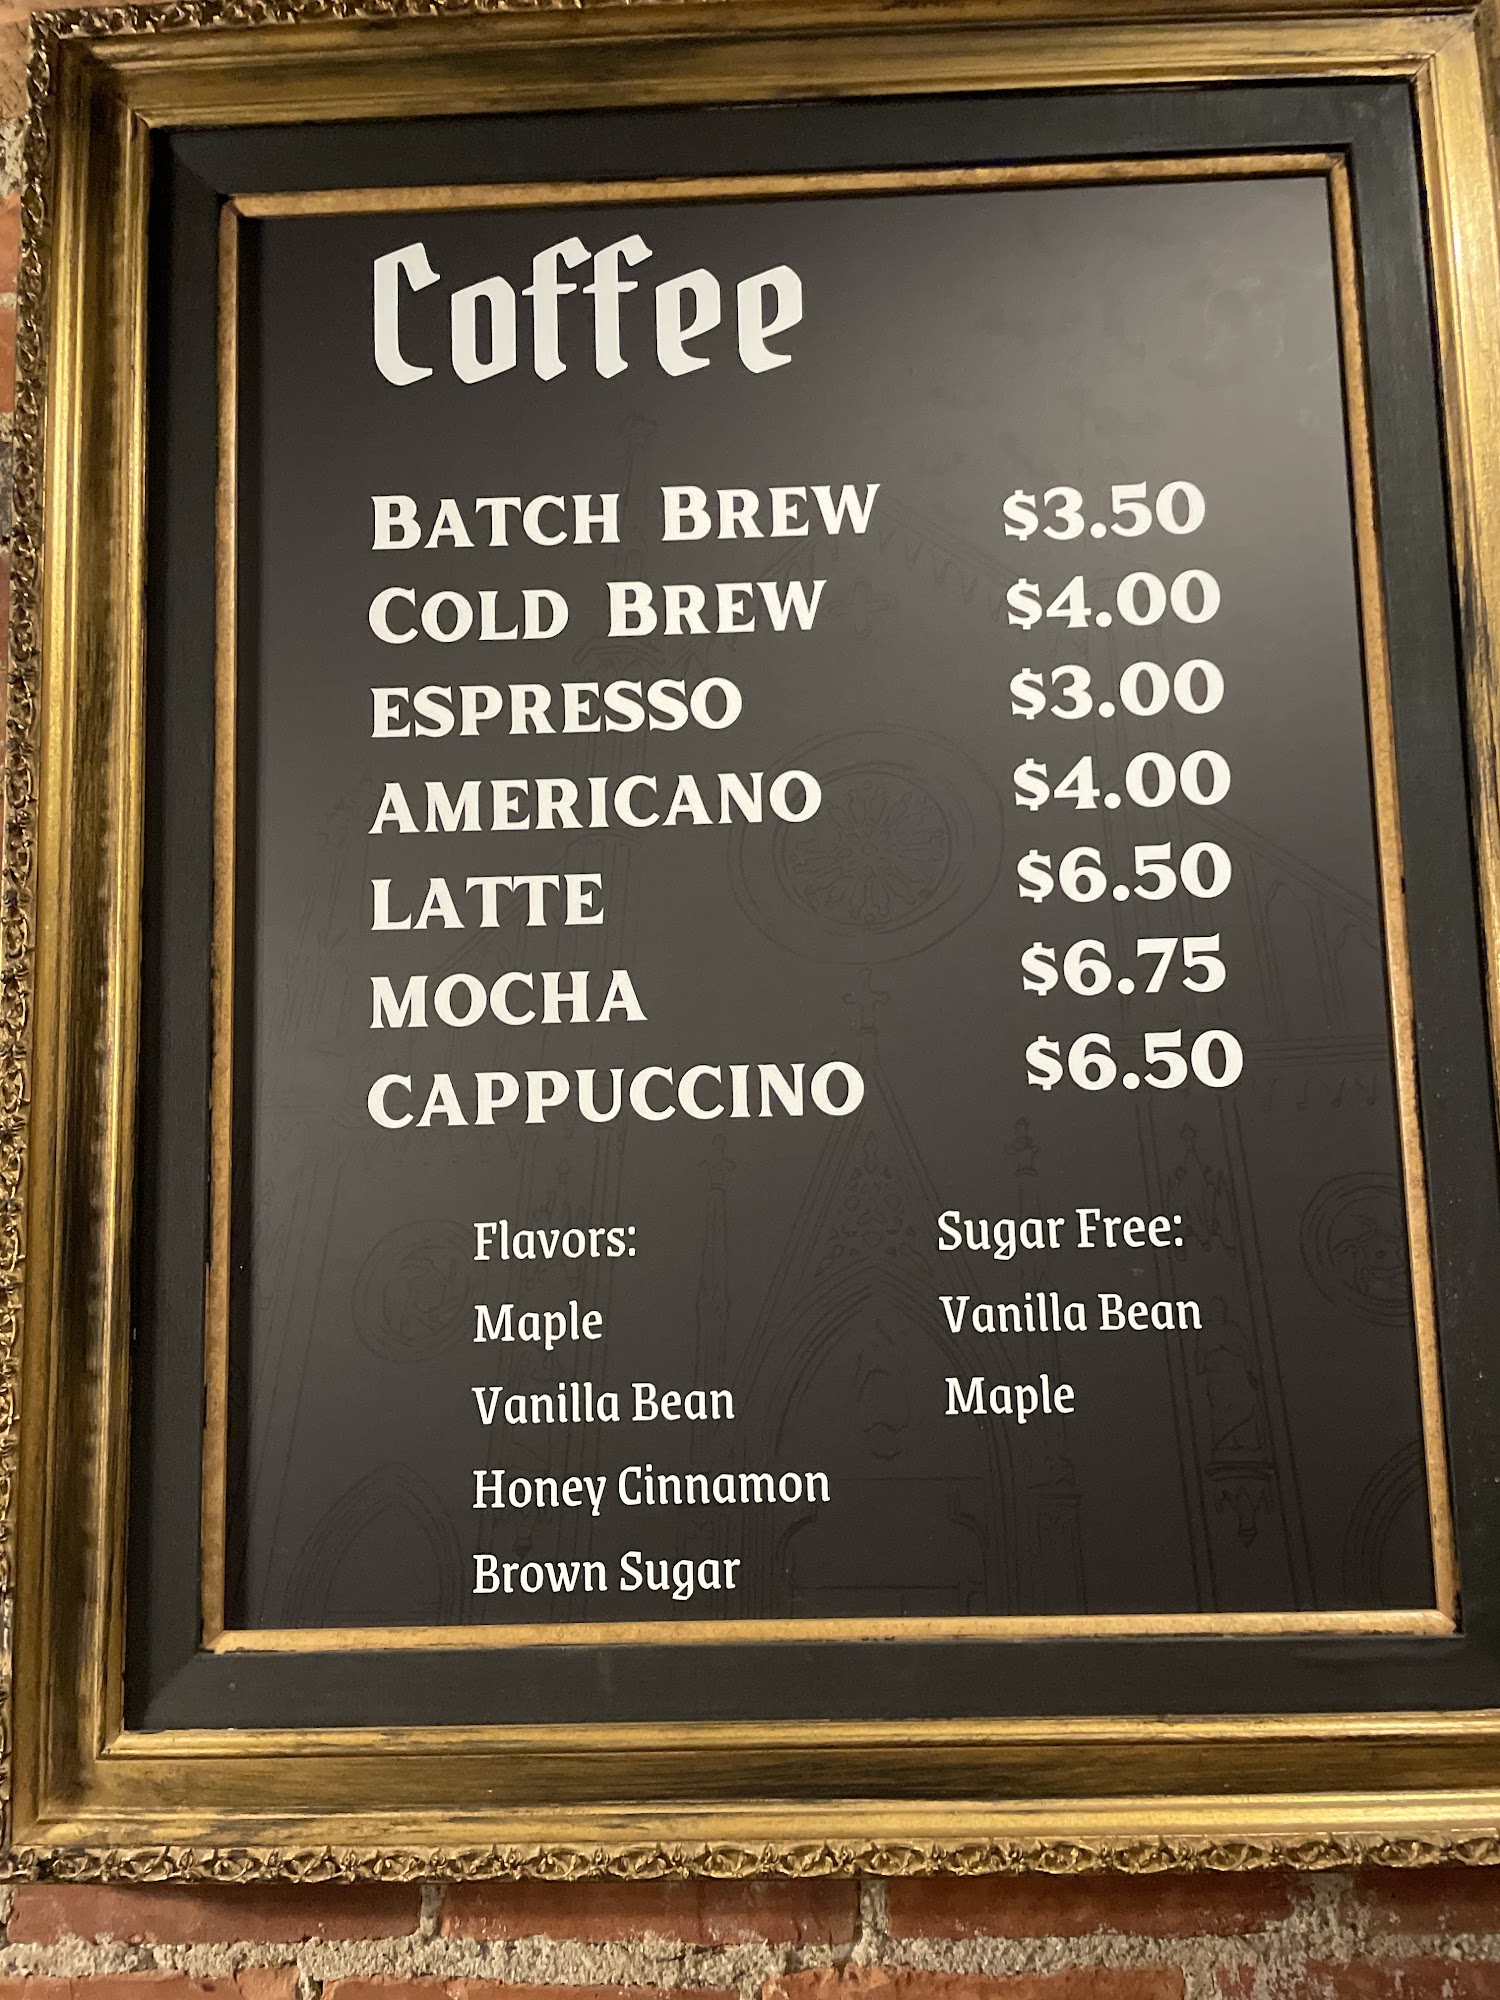 Coffee
BATCH BREW $3.50
COLD BREW $4.00
ESPRESSO $3.00
AMERICANO $4.00
LATTE $6.50
MOCHA $6.75
CAPPUCCINO $6.50
Flavors:
Maple
Vanilla Bean
Honey Cinnamon
Brown Sugar
Sugar Free:
Vanilla Bean
Maple